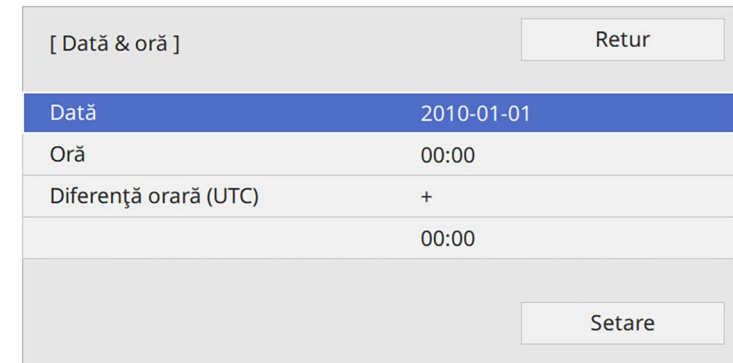 [ Dată & oră ]
Retur
Dată 2010-01-01
Oră 00:00
Diferenţă orară (UTC) +
00:00
Setare